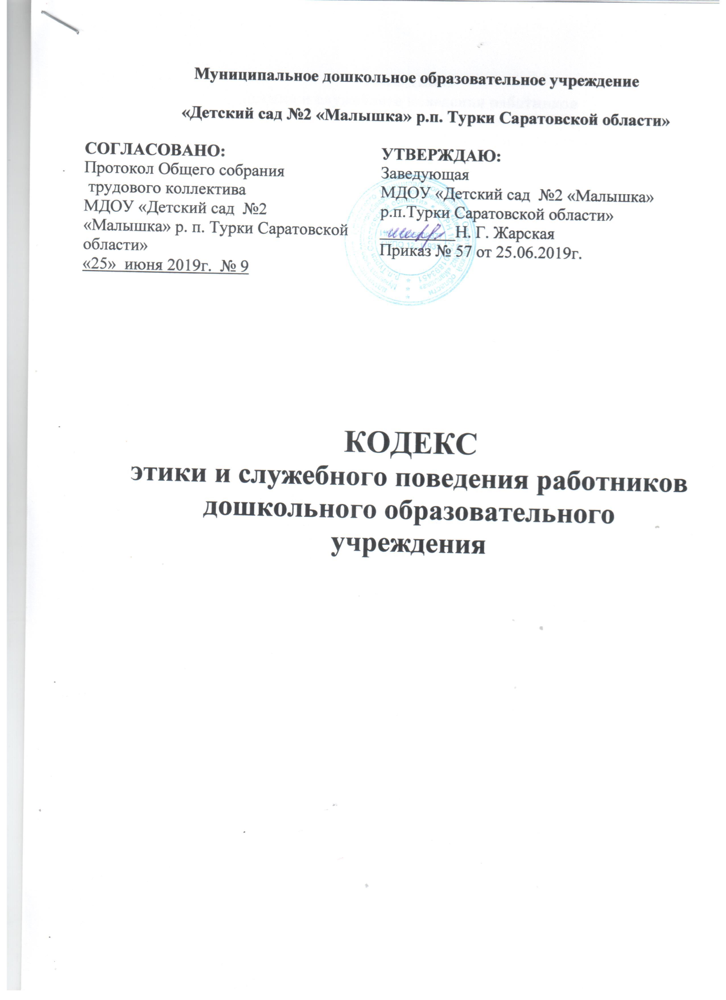 Муниципальное дошкольное образовательное учреждение
«Детский сад №2 «Малышка» р.п. Турки Саратовской области»
СОГЛАСОВАНО:
Протокол Общего собрания
трудового коллектива
МДОУ «Детский сад №2
«Малышка» р. п. Турки Саратовской
области»
«25» июня 2019г. № 9
УТВЕРЖДАЮ:
Заведующая
МДОУ «Детский сад №2 «Малышка»
р.п.Турки Саратовской области»
Н. Г. Жарская
Приказ № 57 от 25.06.2019г.
КОДЕКС
этики и служебного поведения работников
дошкольного образовательного
учреждения